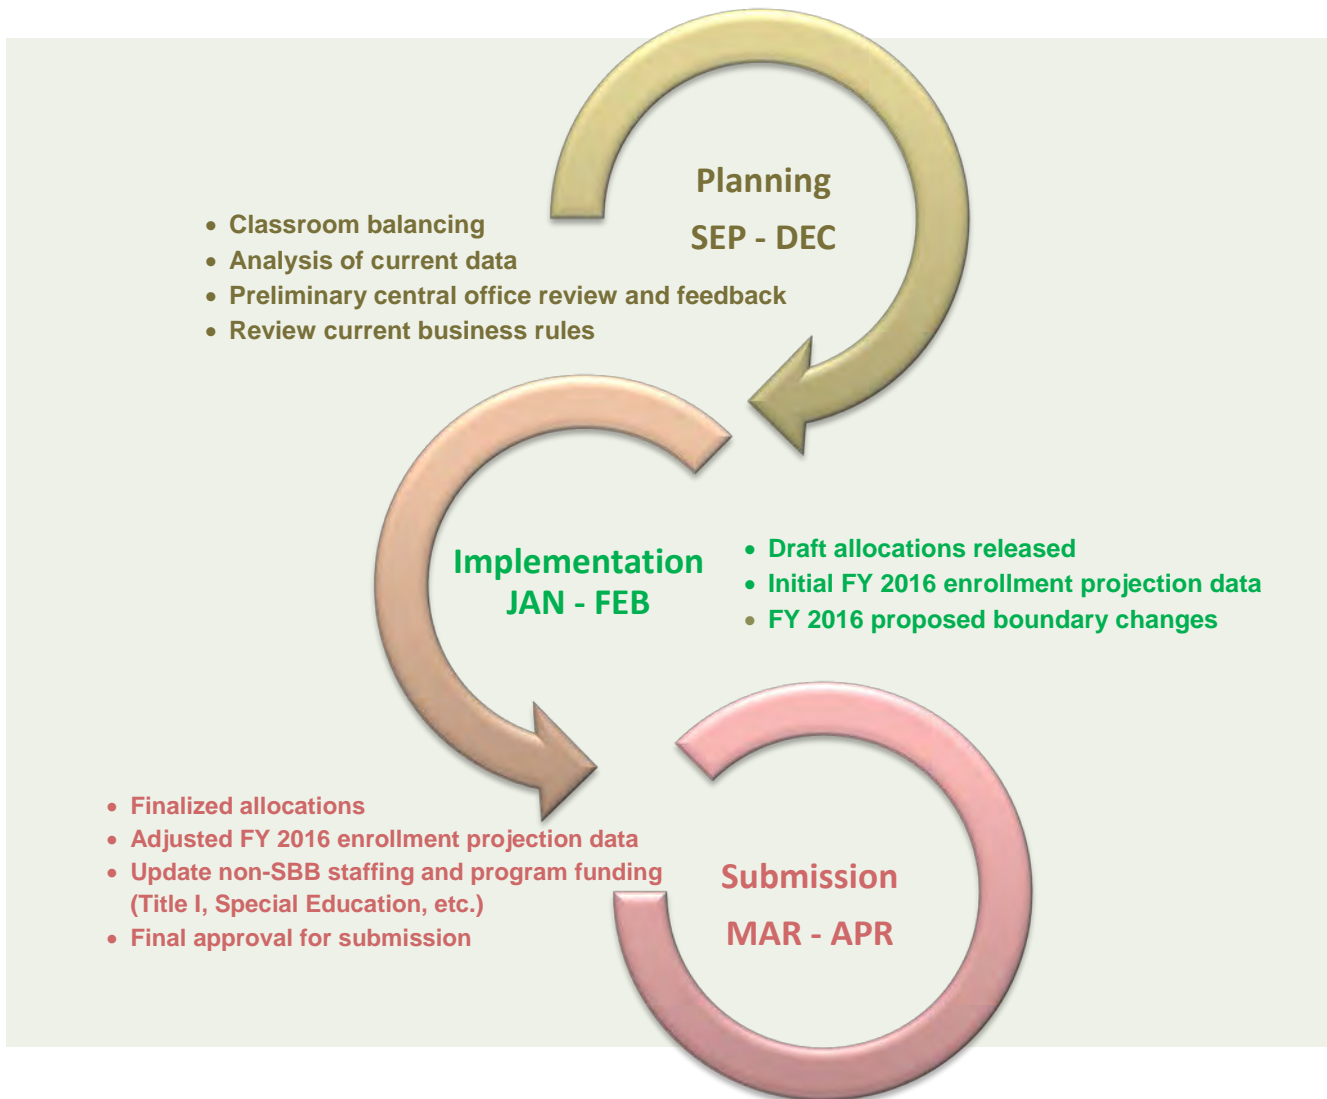 Planning
SEP - DEC
• Classroom balancing
• Analysis of current data
• Preliminary central office review and feedback
• Review current business rules
Implementation
JAN - FEB
• Draft allocations released
• Initial FY 2016 enrollment projection data
• FY 2016 proposed boundary changes
• Finalized allocations
• Adjusted FY 2016 enrollment projection data
• Update non-SBB staffing and program funding
(Title I, Special Education, etc.)
• Final approval for submission
Submission
MAR - APR